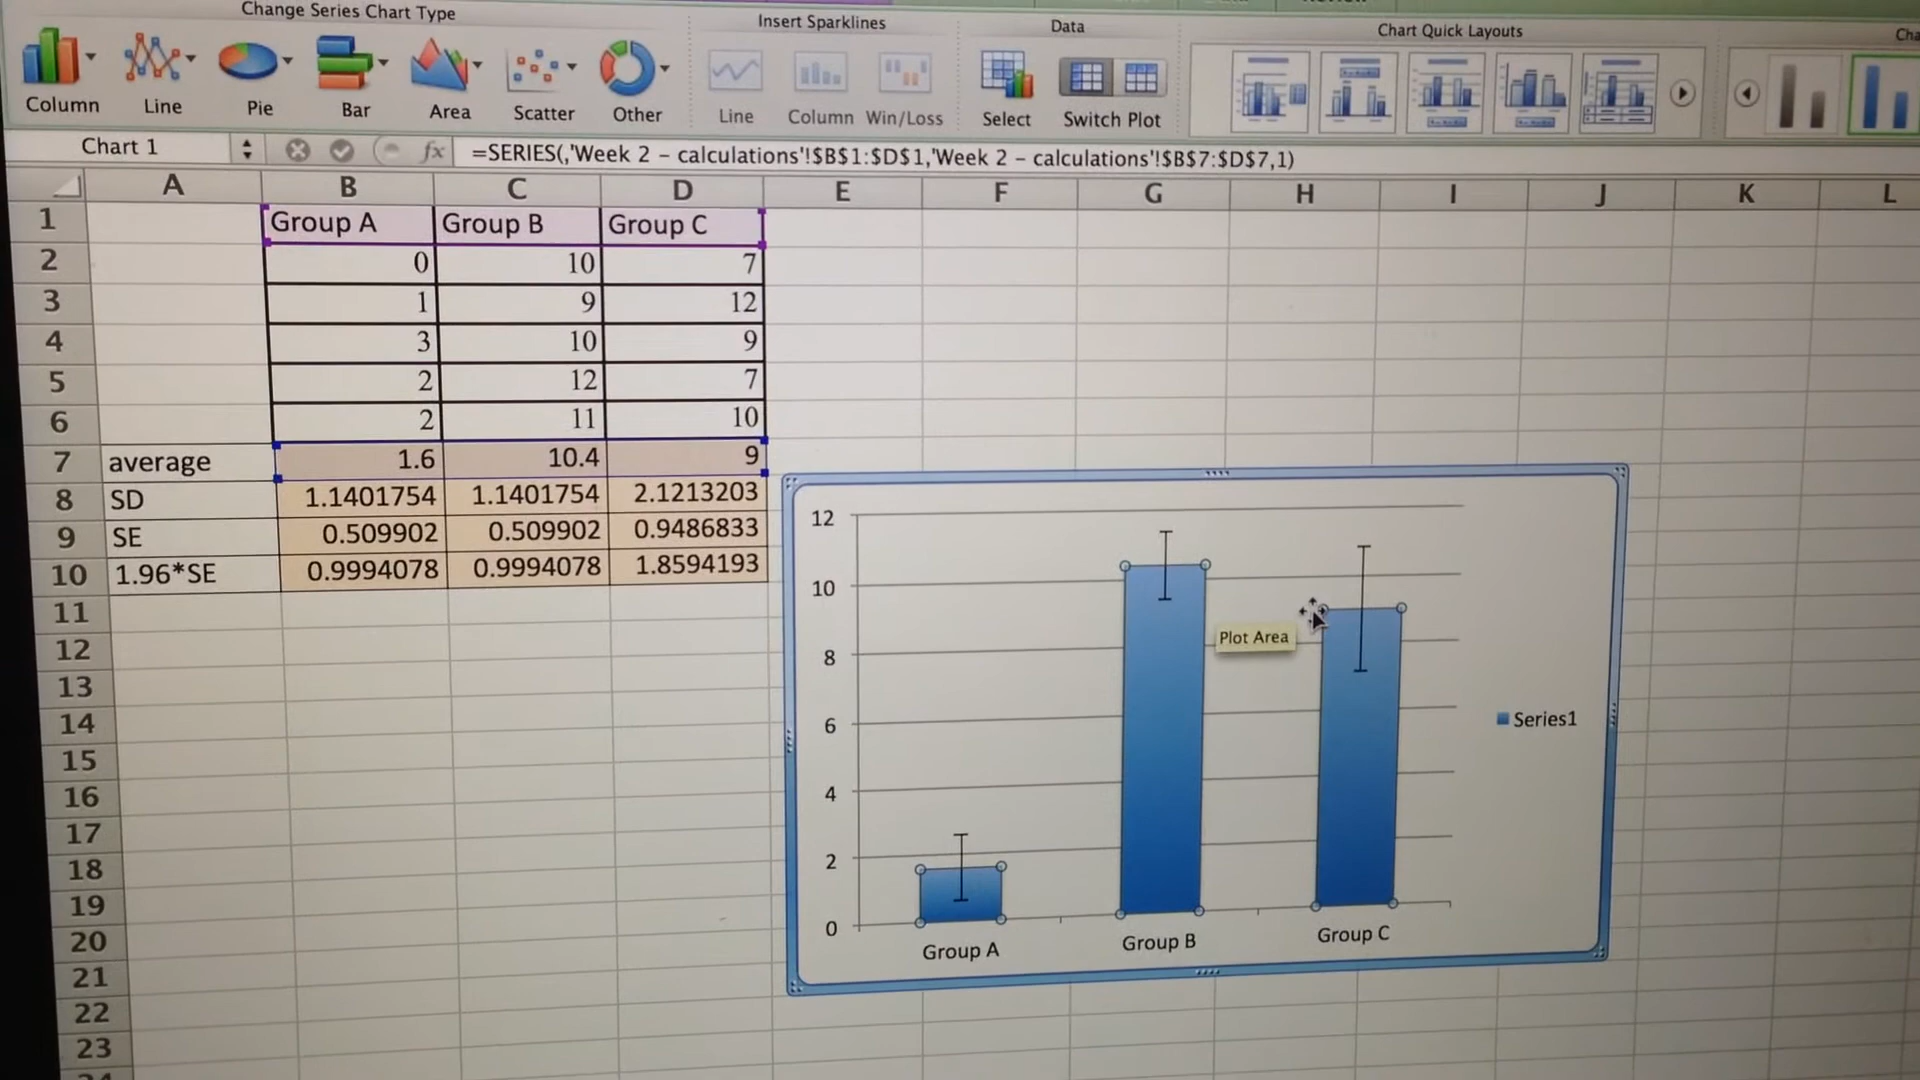 Change Series Chart Type
Insert Sparklines
Data
Chart Quick Layouts
Column
Line
Pie
Bar
Area
Scatter
Other
Line
Column
Win/Loss
Select
Switch Plot
Chart 1
fx
=SERIES(,'Week 2 – calculations'!$B$1:$D$1,'Week 2 – calculations'!$B$7:$D$7,1)
A B C D E F G H I J K L
1 Group A Group B Group C
2 0 10 7
3 1 9 12
4 3 10 9
5 2 12 7
6 2 11 10
7 average 1.6 10.4 9
8 SD 1.1401754 1.1401754 2.1213203
9 SE 0.509902 0.509902 0.9486833
10 1.96*SE 0.9994078 0.9994078 1.8594193
11
12
13
14
15
16
17
18
19
20
21
22
23
12
10
8
6
4
2
0
Plot Area
Series1
Group A Group B Group C